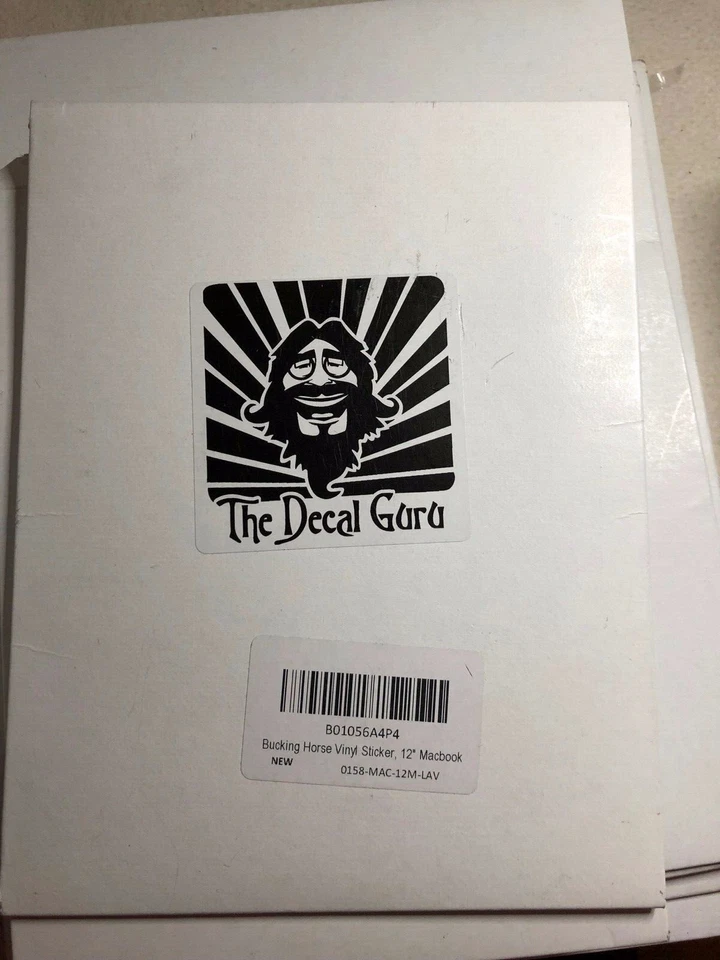 The Decal Guru
B01056A4P4
Bucking Horse Vinyl Sticker, 12" Macbook
NEW 0158-MAC-12M-LAV